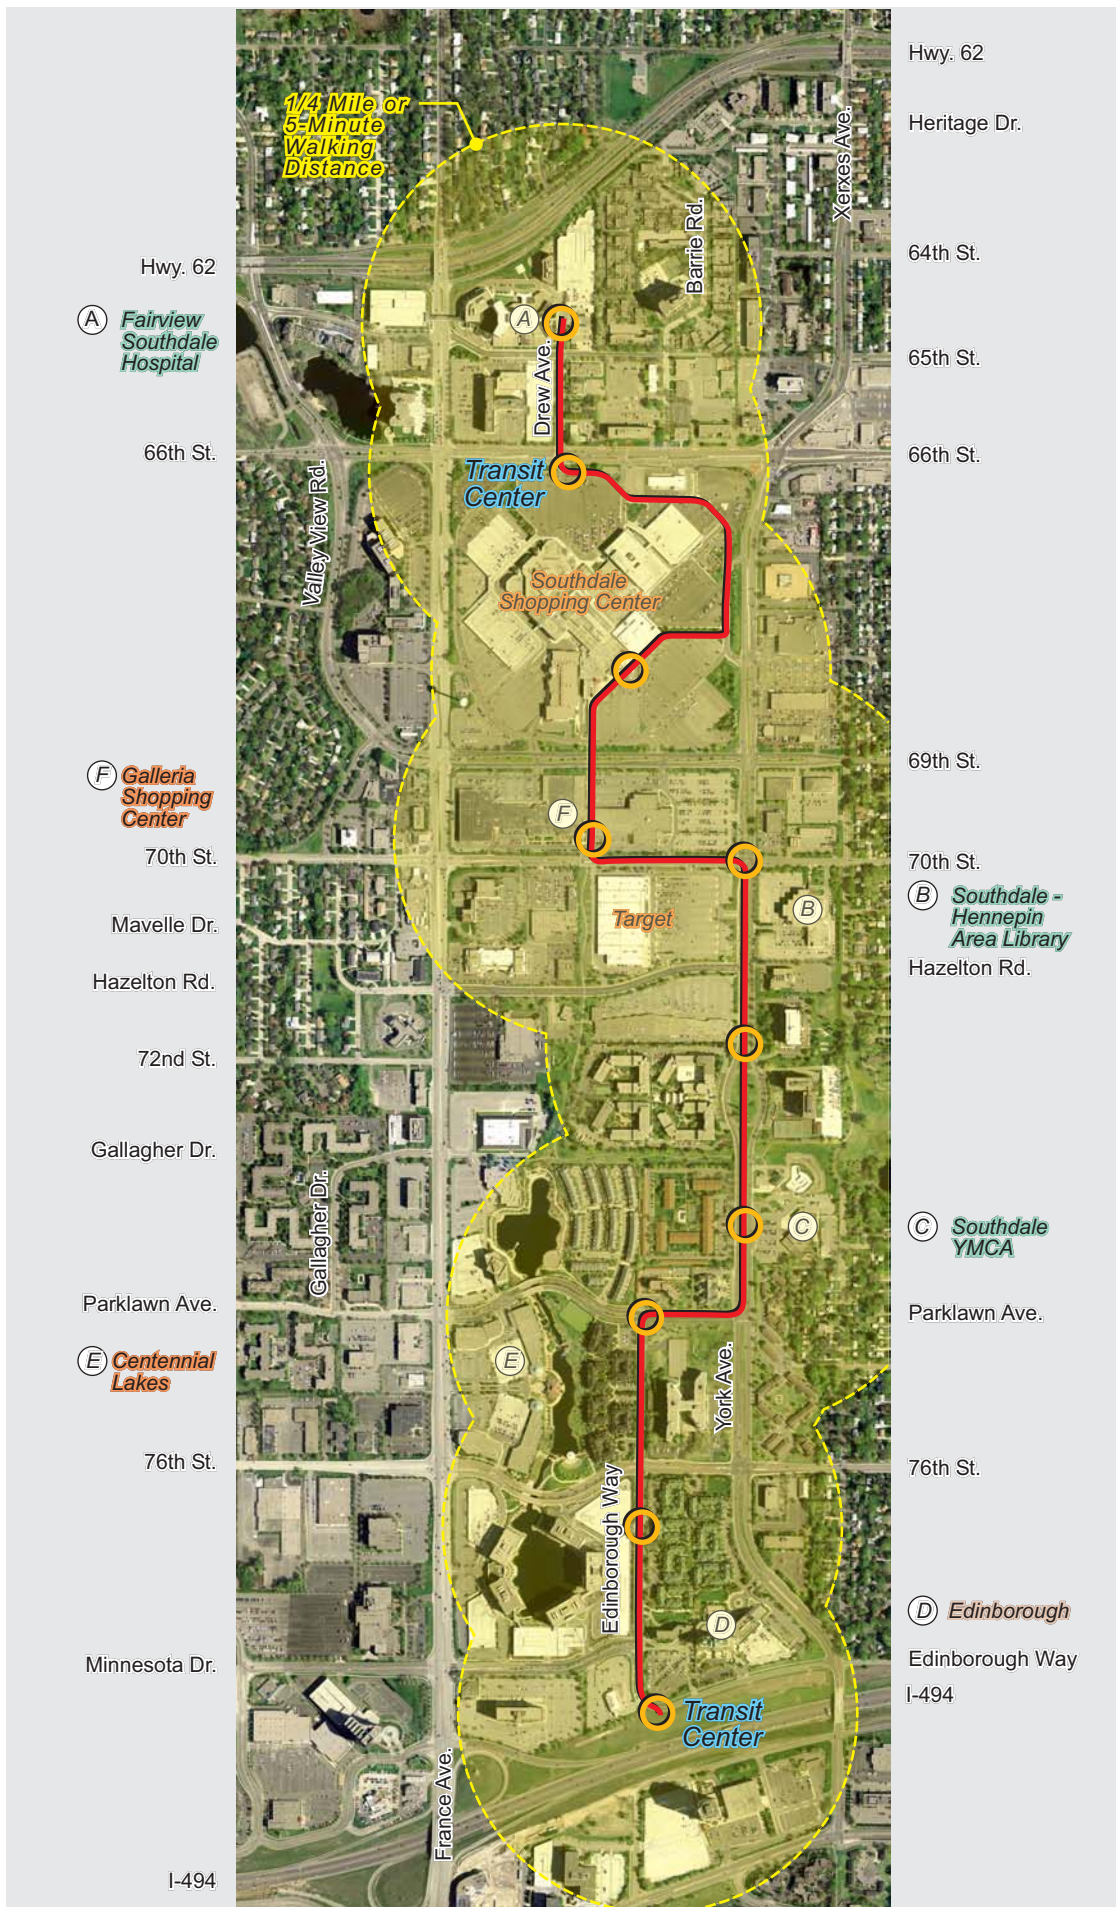 Hwy. 62
Heritage Dr.
1/4 Mile or
5-Minute
Walking
Distance
Xerxes Ave.
Barrie Rd.
64th St.
Hwy. 62
A
Fairview
Southdale
Hospital
A
Drew Ave.
65th St.
66th St.
66th St.
Transit
Center
Valley View Rd.
Southdale
Shopping Center
69th St.
F
Galleria
Shopping
Center
F
70th St.
70th St.
B
Southdale -
Hennepin
Area Library
B
Target
Mavelle Dr.
Hazelton Rd.
Hazelton Rd.
72nd St.
Gallagher Dr.
Gallagher Dr.
C
C
Southdale
YMCA
Parklawn Ave.
Parklawn Ave.
E
Centennial
Lakes
E
York Ave.
76th St.
76th St.
Edinborough Way
D
D
Edinborough
Minnesota Dr.
Edinborough Way
I-494
Transit
Center
France Ave.
I-494